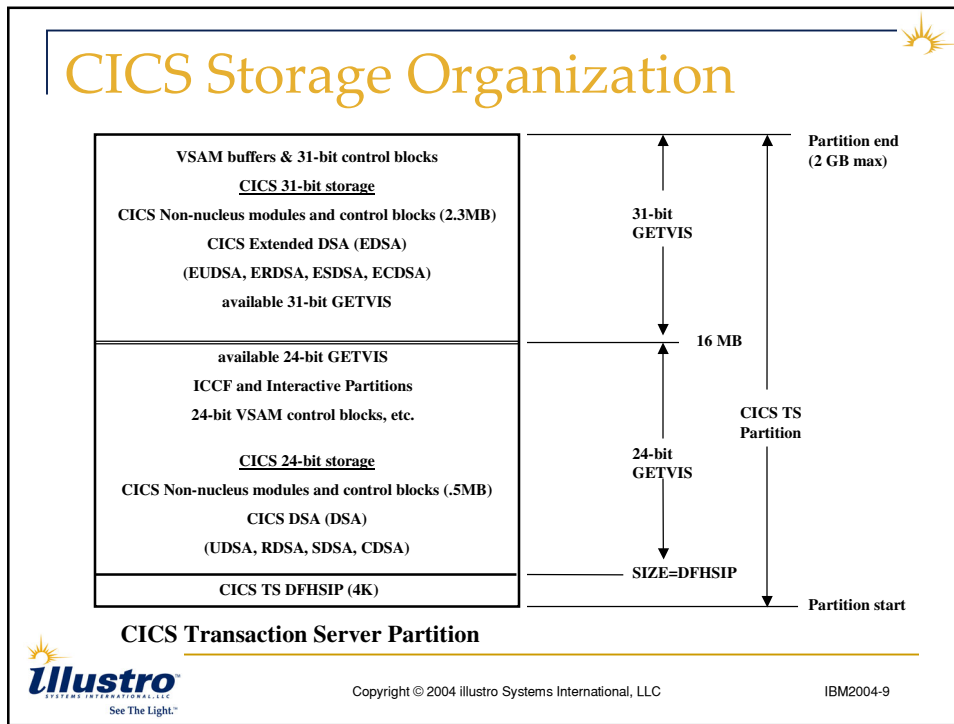 CICS Storage Organization
VSAM buffers & 31-bit control blocks
CICS 31-bit storage
CICS Non-nucleus modules and control blocks (2.3MB)
CICS Extended DSA (EDSA)
(EUDSA, ERDSA, ESDSA, ECDSA)
available 31-bit GETVIS
available 24-bit GETVIS
ICCF and Interactive Partitions
24-bit VSAM control blocks, etc.
CICS 24-bit storage
CICS Non-nucleus modules and control blocks (.5MB)
CICS DSA (DSA)
(UDSA, RDSA, SDSA, CDSA)
CICS TS DFHSIP (4K)
31-bit
GETVIS
16 MB
24-bit
GETVIS
SIZE=DFHSIP
Partition end
(2 GB max)
CICS TS
Partition
Partition start
CICS Transaction Server Partition
illustro
SYSTEMS INTERNATIONAL, LLC
See The Light.™
Copyright © 2004 illustro Systems International, LLC
IBM2004-9